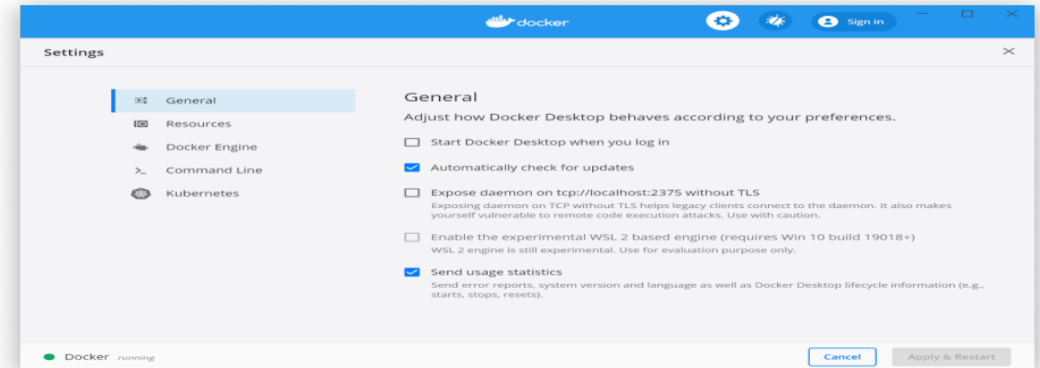 docker
Sign in
Settings
General
Resources
Docker Engine
Command Line
Kubernetes
General
Adjust how Docker Desktop behaves according to your preferences.
Start Docker Desktop when you log in
Automatically check for updates
Expose daemon on tcp://localhost:2375 without TLS
Exposing daemon on TCP without TLS helps legacy clients connect to the daemon. It also makes
yourself vulnerable to remote code execution attacks. Use with caution.
Enable the experimental WSL 2 based engine (requires Win 10 build 19018+)
WSL 2 engine is still experimental. Use for evaluation purpose only.
Send usage statistics
Send error reports, system version and language as well as Docker Desktop lifecycle information (e.g.,
starts, stops, resets).
Docker running
Cancel
Apply & Restart